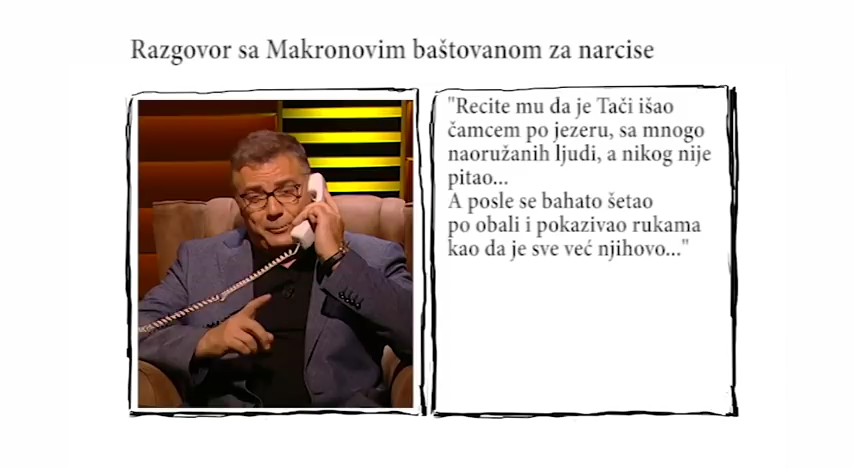 Razgovor sa Makronovim baštovanom za narcise
"Recite mu da je Tači išao
čamcem po jezeru, sa mnogo
naoružanih ljudi, a nikog nije
pitao...
A posle se bahato šetao
po obali i pokazivao rukama
kao da je sve već njihovo..."